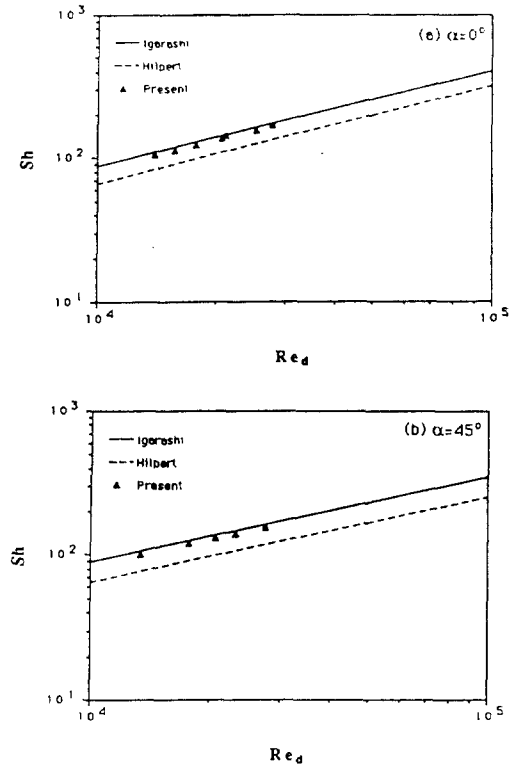 10³
(a) α=0°
Igarashi
Hilpert
Present
Sh
10²
10¹
10⁴
10⁵
Re_d
10³
(b) α=45°
Igarashi
Hilpert
Present
Sh
10²
10¹
10⁴
10⁵
Re_d